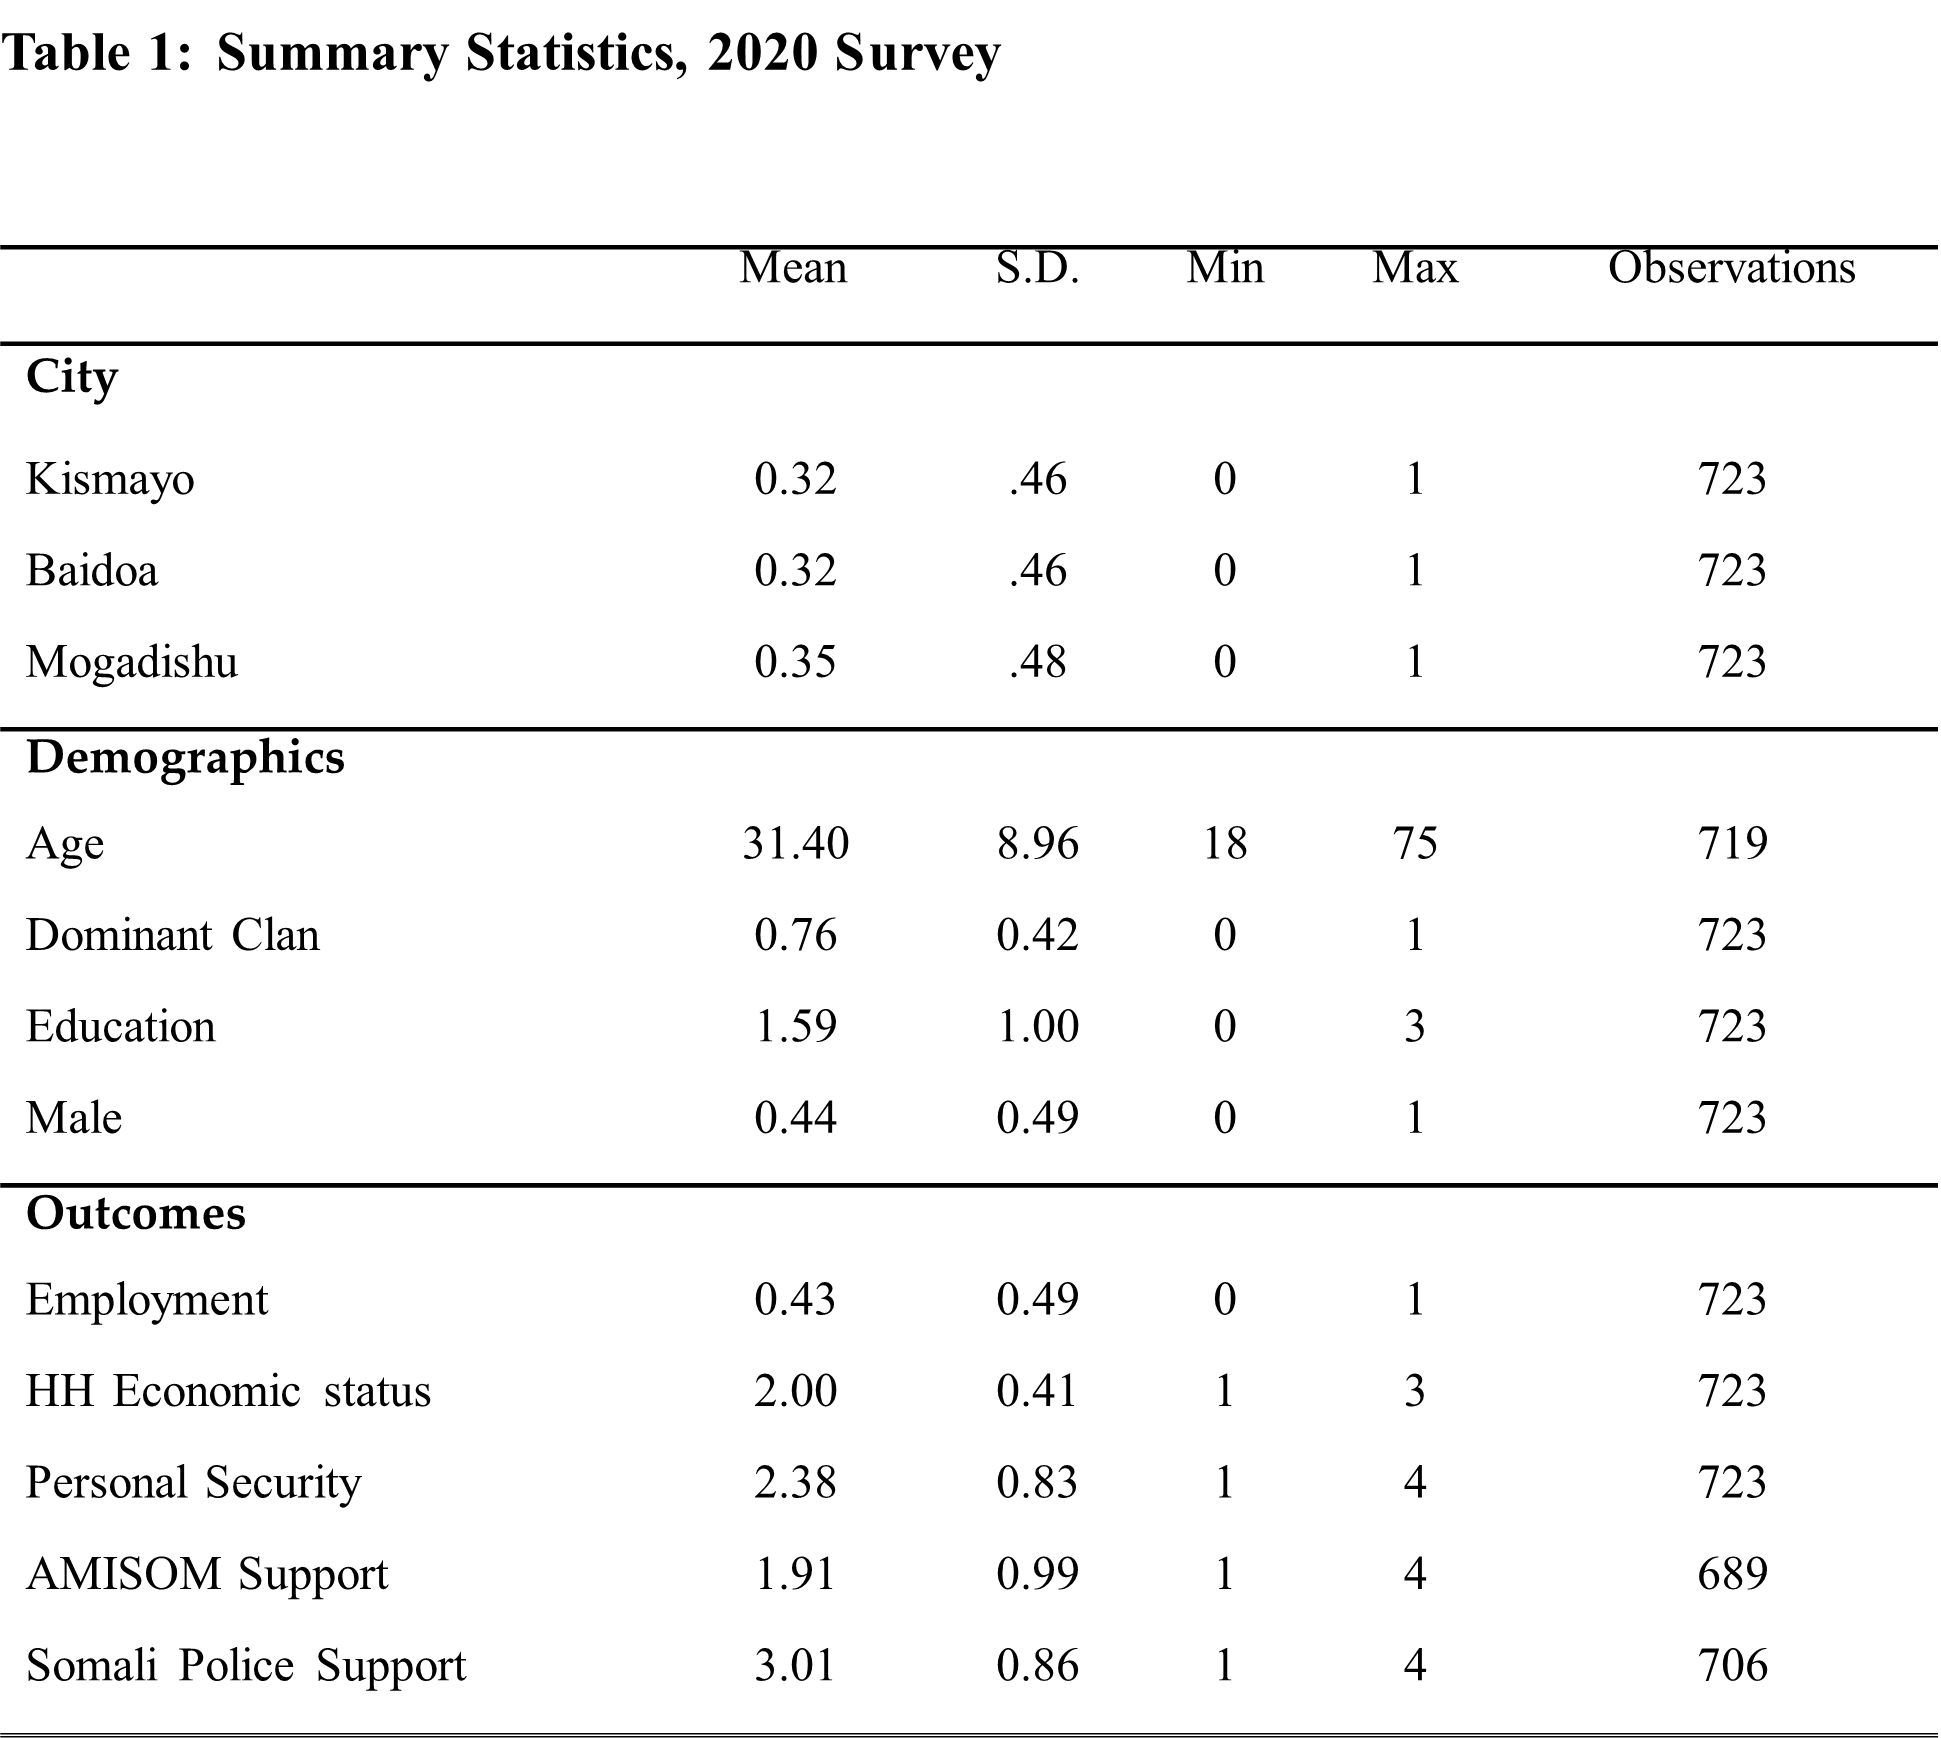 Table 1: Summary Statistics, 2020 Survey
Mean S.D. Min Max Observations
City
Kismayo 0.32 .46 0 1 723
Baidoa 0.32 .46 0 1 723
Mogadishu 0.35 .48 0 1 723
Demographics
Age 31.40 8.96 18 75 719
Dominant Clan 0.76 0.42 0 1 723
Education 1.59 1.00 0 3 723
Male 0.44 0.49 0 1 723
Outcomes
Employment 0.43 0.49 0 1 723
HH Economic status 2.00 0.41 1 3 723
Personal Security 2.38 0.83 1 4 723
AMISOM Support 1.91 0.99 1 4 689
Somali Police Support 3.01 0.86 1 4 706